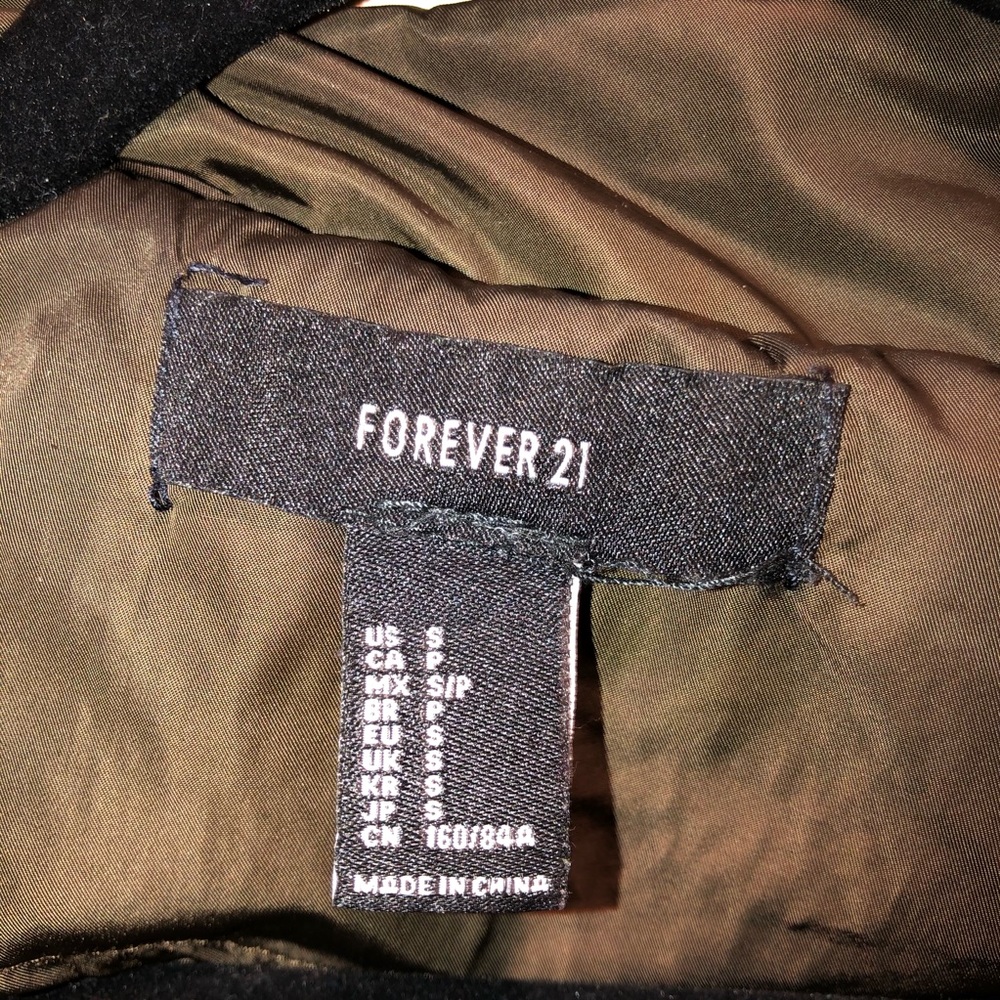 FOREVER 21
US S
CA P
MX S/P
BR P
EU S
UK S
KR S
JP S
CN 160/84A
MADE IN CHINA